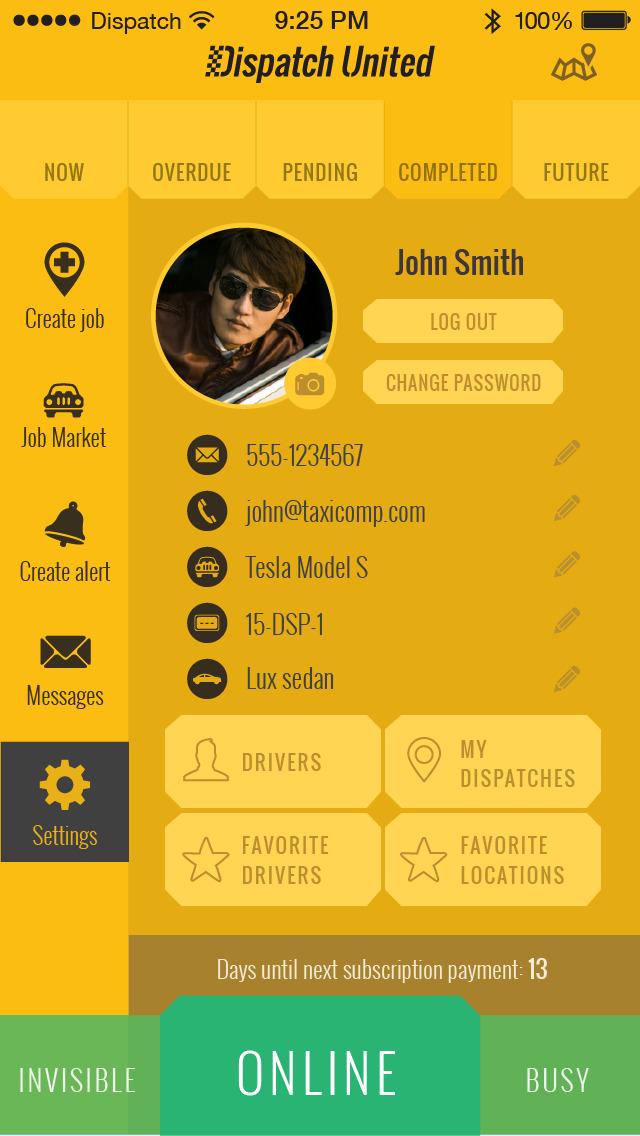 Dispatch 9:25 PM 100%
Dispatch United
NOW OVERDUE PENDING COMPLETED FUTURE
Create job
Job Market
Create alert
Messages
Settings
John Smith
LOG OUT
CHANGE PASSWORD
555-1234567
john@taxicomp.com
Tesla Model S
15-DSP-1
Lux sedan
DRIVERS
MY
DISPATCHES
FAVORITE
DRIVERS
FAVORITE
LOCATIONS
Days until next subscription payment: 13
INVISIBLE ONLINE BUSY